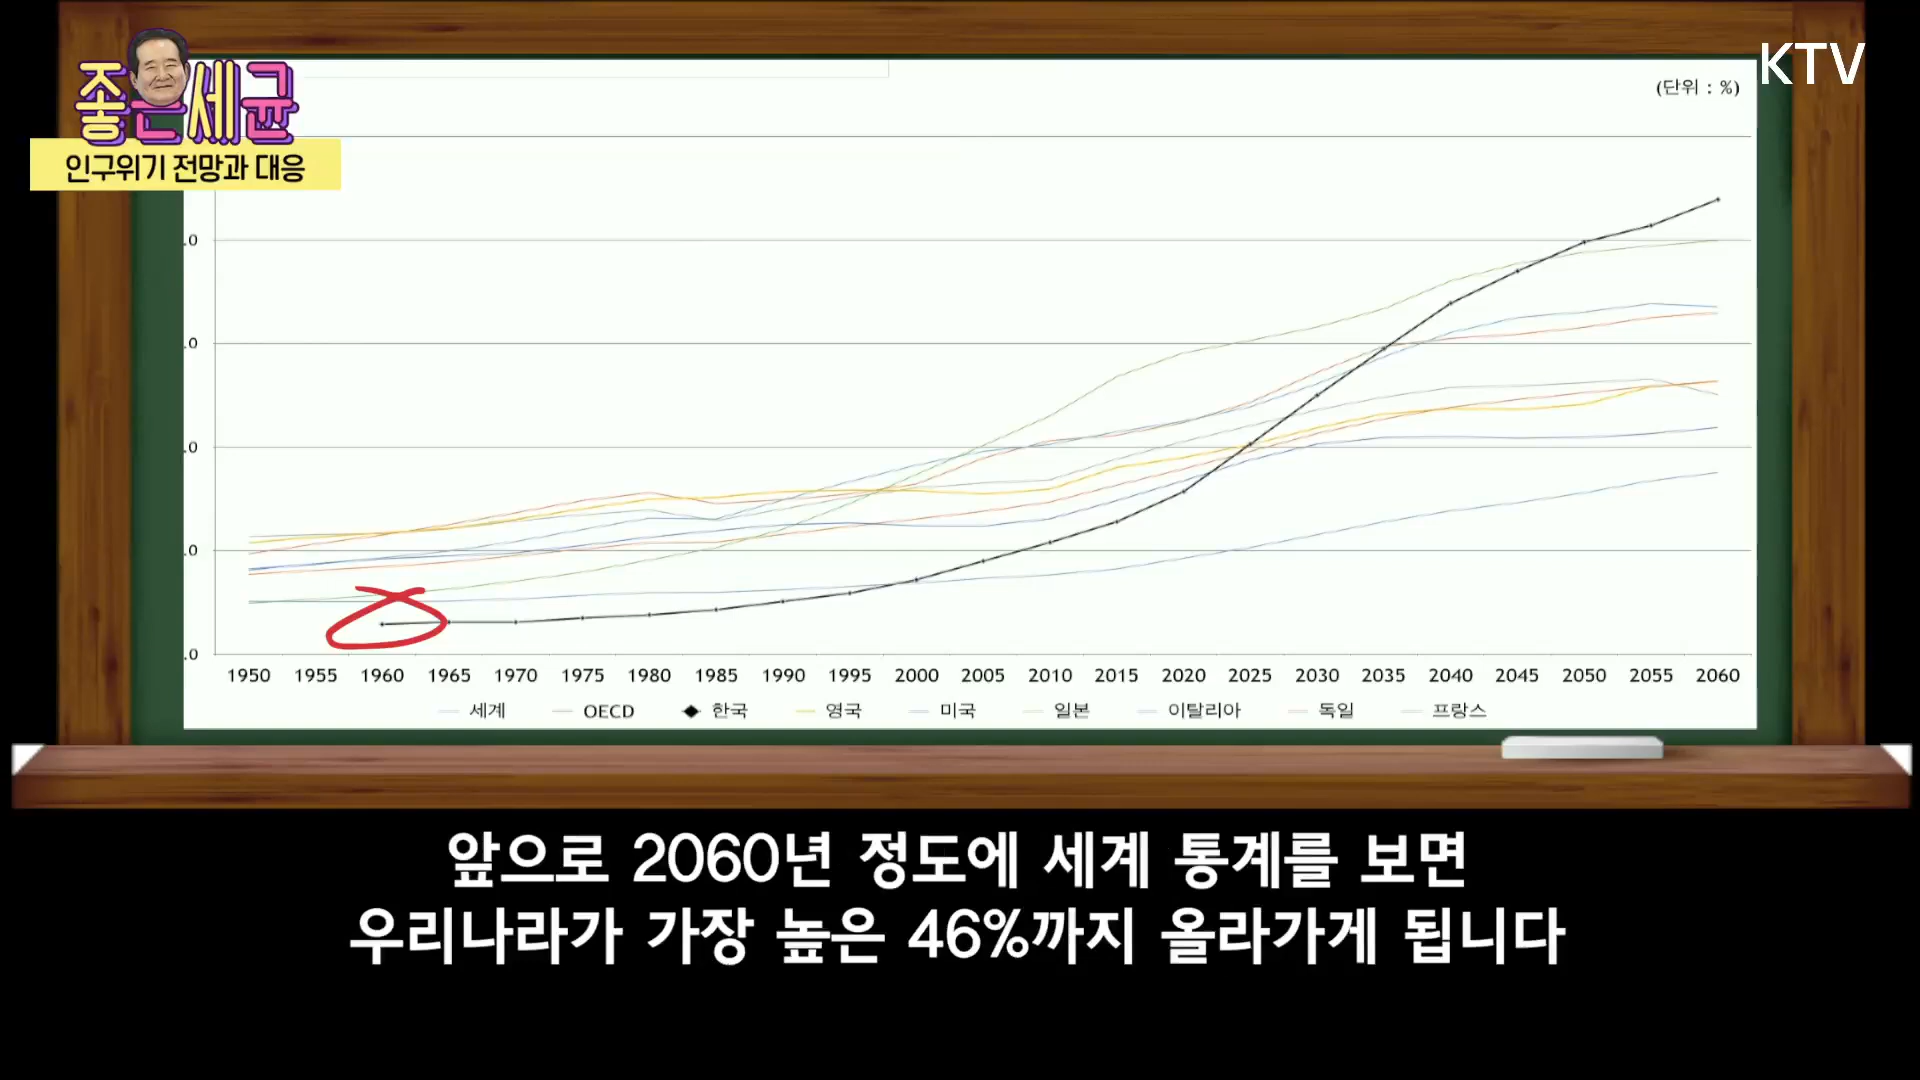 KTV
좋은세균
인구위기 전망과 대응
(단위 : %)
.0
.0
.0
.0
.0
1950 1955 1960 1965 1970 1975 1980 1985 1990 1995 2000 2005 2010 2015 2020 2025 2030 2035 2040 2045 2050 2055 2060
세계 OECD 한국 영국 미국 일본 이탈리아 독일 프랑스
앞으로 2060년 정도에 세계 통계를 보면
우리나라가 가장 높은 46%까지 올라가게 됩니다